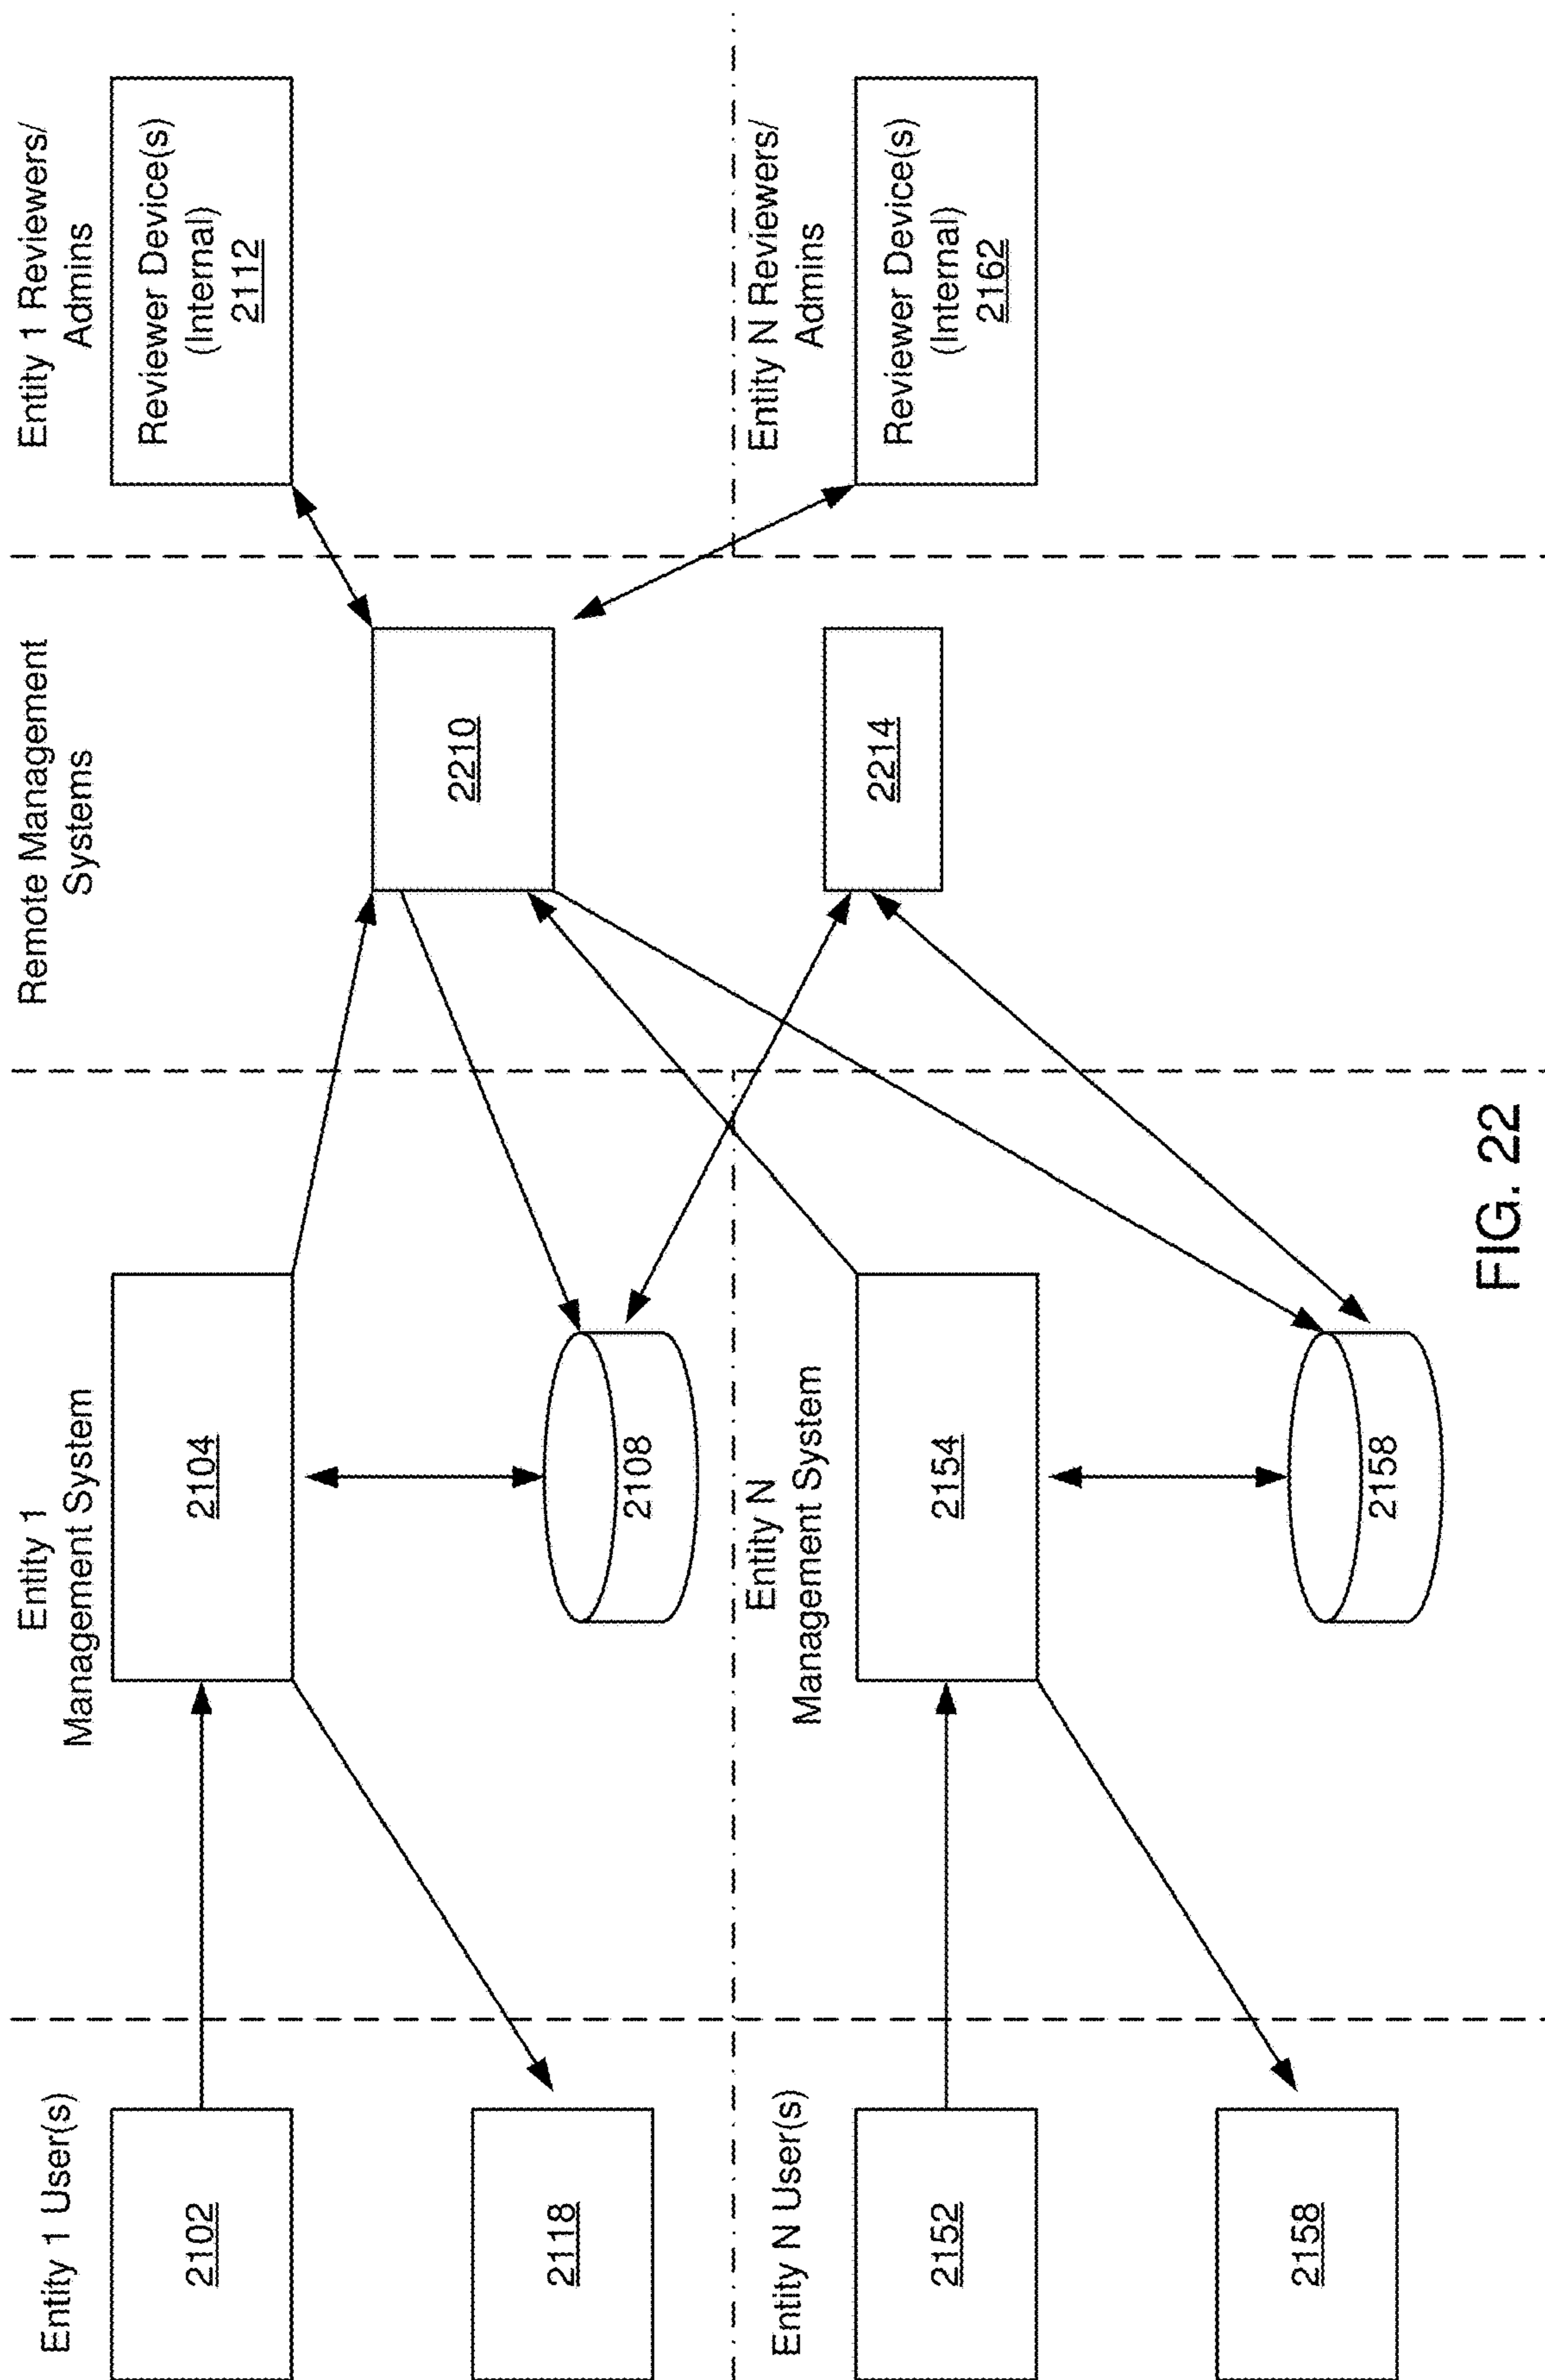 Entity 1 User(s)
2102
2118
Entity 1
Management System
2104
2108
Remote Management
Systems
2210
2214
Entity 1 Reviewers/
Admins
Reviewer Device(s)
(Internal)
2112
Entity N User(s)
2152
2158
Entity N
Management System
2154
2158
Entity N Reviewers/
Admins
Reviewer Device(s)
(Internal)
2162
FIG. 22